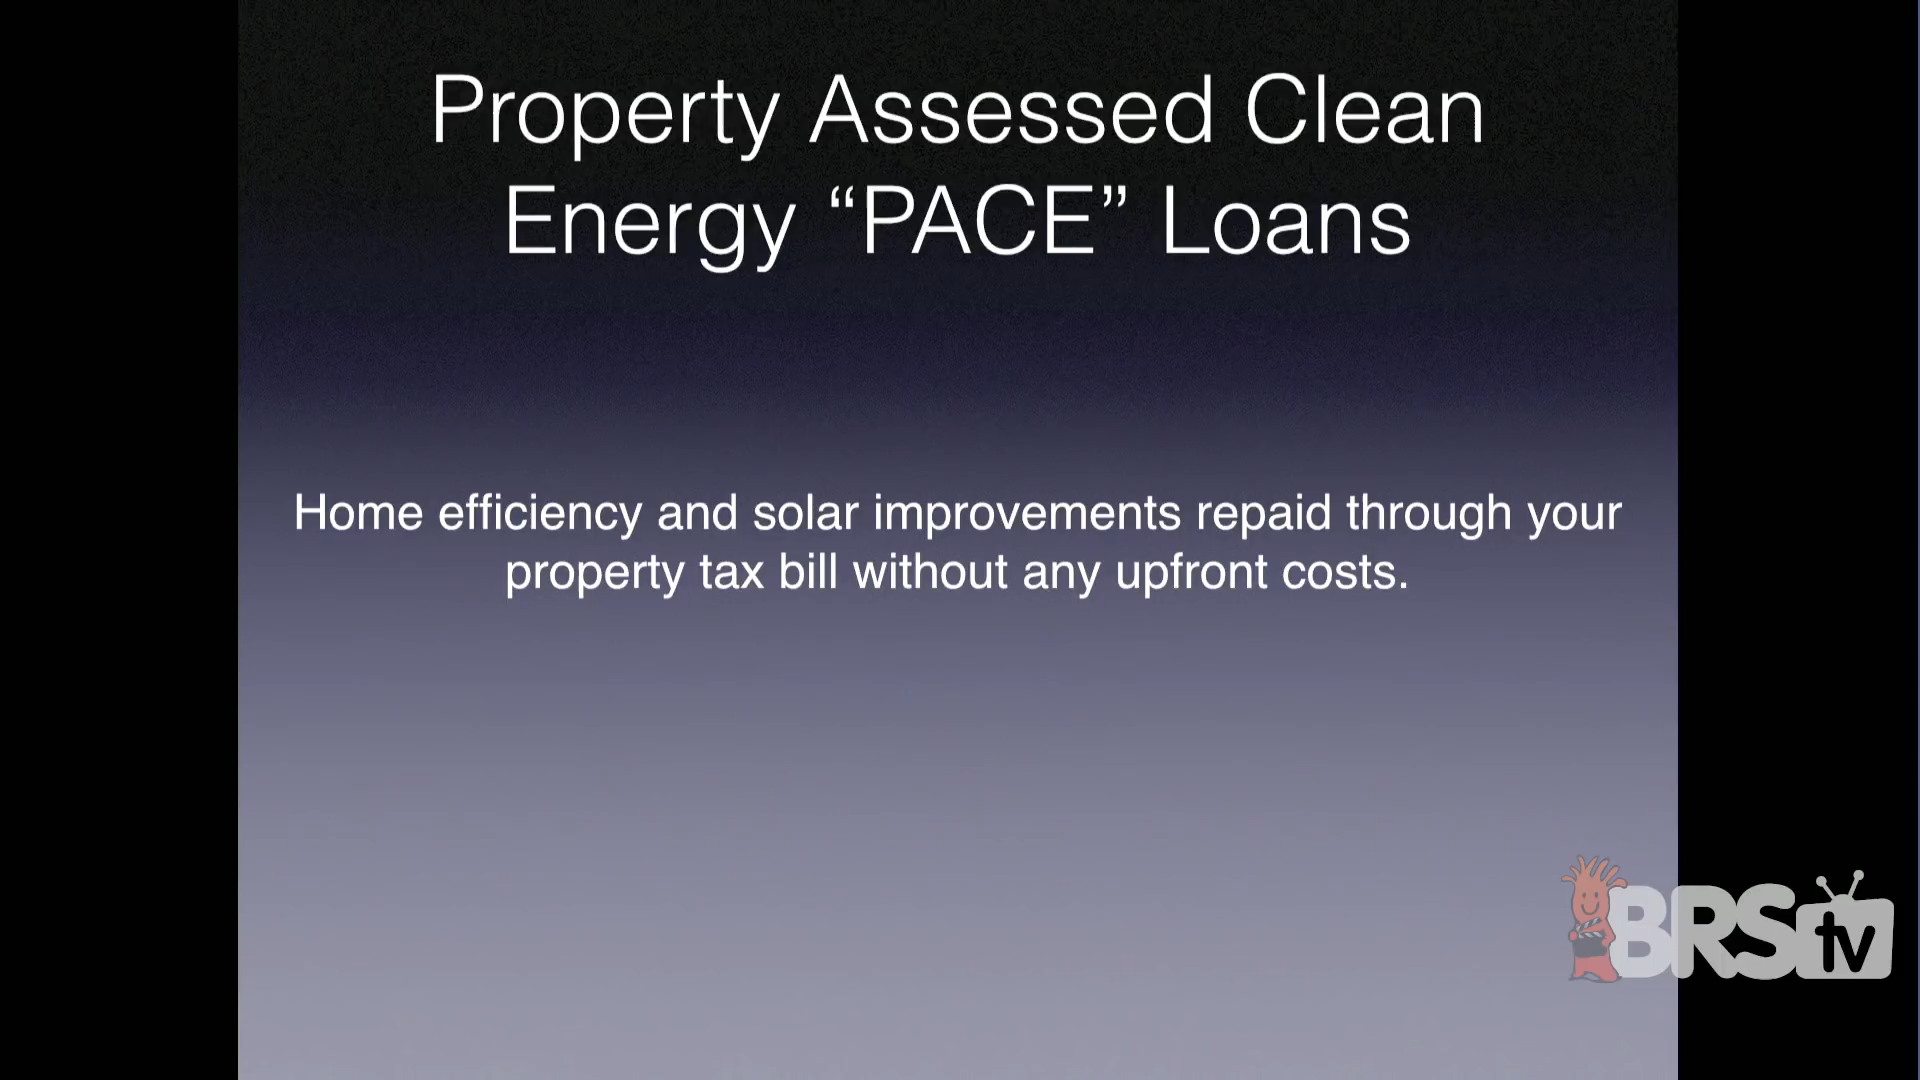 Property Assessed Clean
Energy “PACE” Loans
Home efficiency and solar improvements repaid through your
property tax bill without any upfront costs.
BRStv